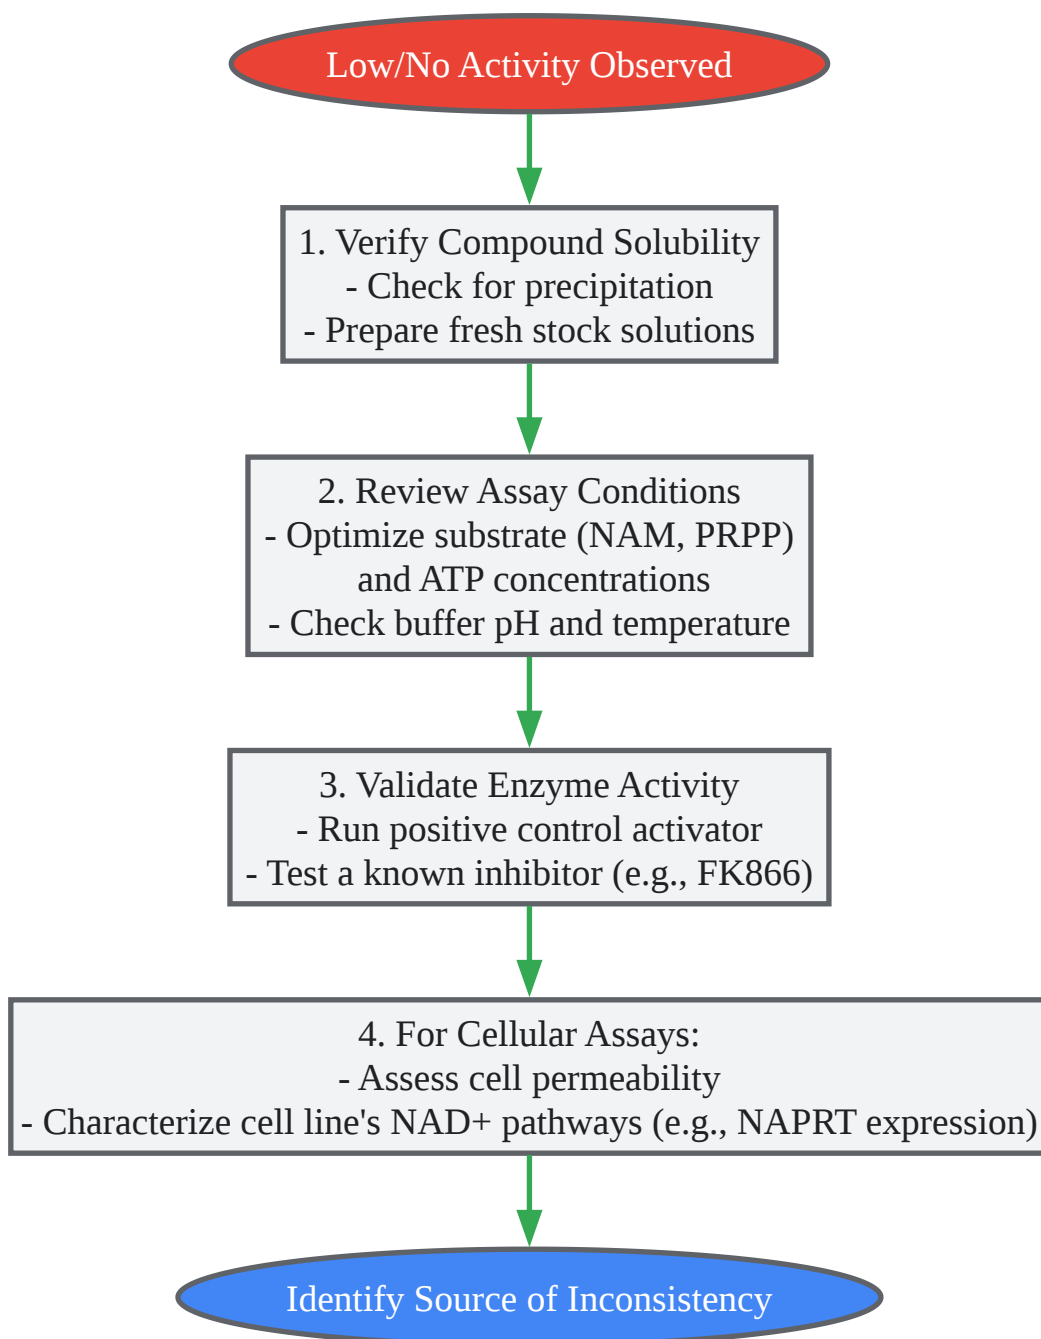 Low/No Activity Observed
1. Verify Compound Solubility
- Check for precipitation
- Prepare fresh stock solutions
2. Review Assay Conditions
- Optimize substrate (NAM, PRPP)
and ATP concentrations
- Check buffer pH and temperature
3. Validate Enzyme Activity
- Run positive control activator
- Test a known inhibitor (e.g., FK866)
4. For Cellular Assays:
- Assess cell permeability
- Characterize cell line's NAD+ pathways (e.g., NAPRT expression)
Identify Source of Inconsistency